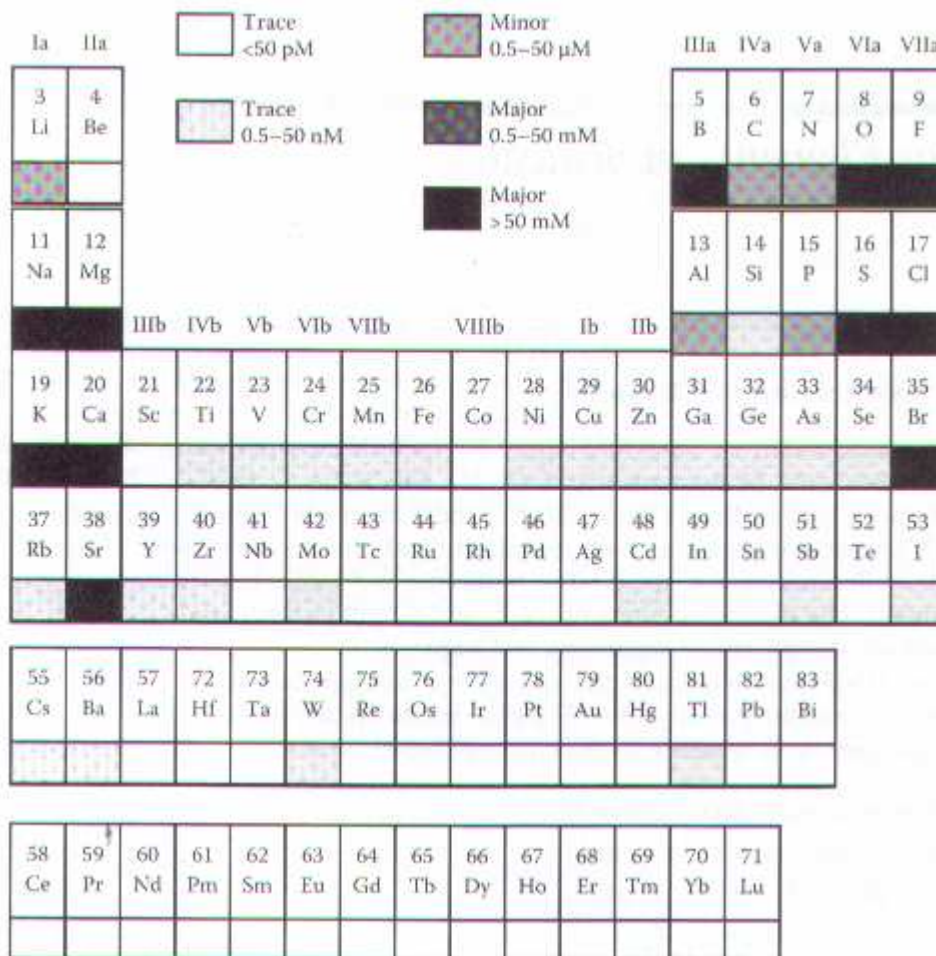 Trace
<50 pM
Minor
0.5–50 μM
Trace
0.5–50 nM
Major
0.5–50 mM
Major
>50 mM
Ia IIa
IIIa IVa Va VIa VIIa
3 4
Li Be
5 6 7 8 9
B C N O F
11 12
Na Mg
13 14 15 16 17
Al Si P S Cl
IIIb IVb Vb VIb VIIb VIIIb Ib IIb
19 20 21 22 23 24 25 26 27 28 29 30 31 32 33 34 35
K Ca Sc Ti V Cr Mn Fe Co Ni Cu Zn Ga Ge As Se Br
37 38 39 40 41 42 43 44 45 46 47 48 49 50 51 52 53
Rb Sr Y Zr Nb Mo Tc Ru Rh Pd Ag Cd In Sn Sb Te I
55 56 57 72 73 74 75 76 77 78 79 80 81 82 83
Cs Ba La Hf Ta W Re Os Ir Pt Au Hg Tl Pb Bi
58 59 60 61 62 63 64 65 66 67 68 69 70 71
Ce Pr Nd Pm Sm Eu Gd Tb Dy Ho Er Tm Yb Lu